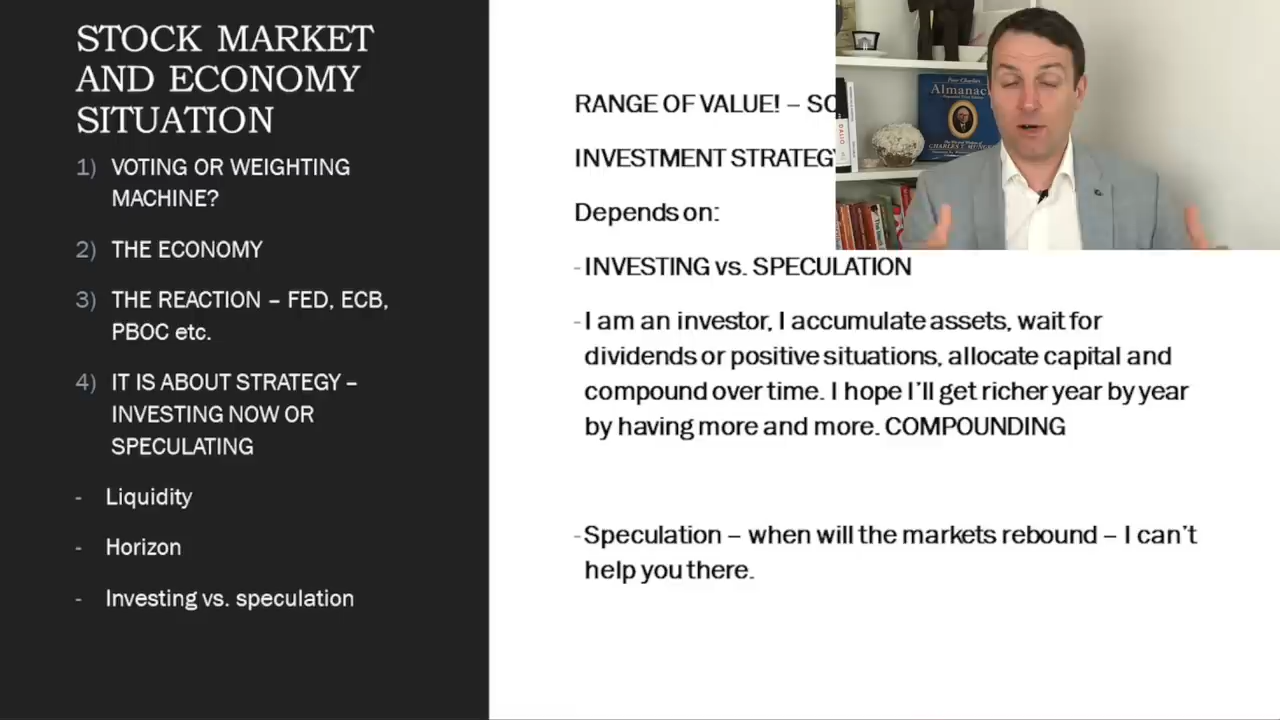 STOCK MARKET
AND ECONOMY
SITUATION
1) VOTING OR WEIGHTING
MACHINE?
2) THE ECONOMY
3) THE REACTION – FED, ECB,
PBOC etc.
4) IT IS ABOUT STRATEGY –
INVESTING NOW OR
SPECULATING
- Liquidity
- Horizon
- Investing vs. speculation
RANGE OF VALUE! –
INVESTMENT
Depends on:
- INVESTING vs. SPECULATION
- I am an investor, I accumulate assets, wait for
dividends or positive situations, allocate capital and
compound over time. I hope I'll get richer year by year
by having more and more. COMPOUNDING
- Speculation – when will the markets rebound – I can't
help you there.
Almanack
CHARLES T.
DALIO